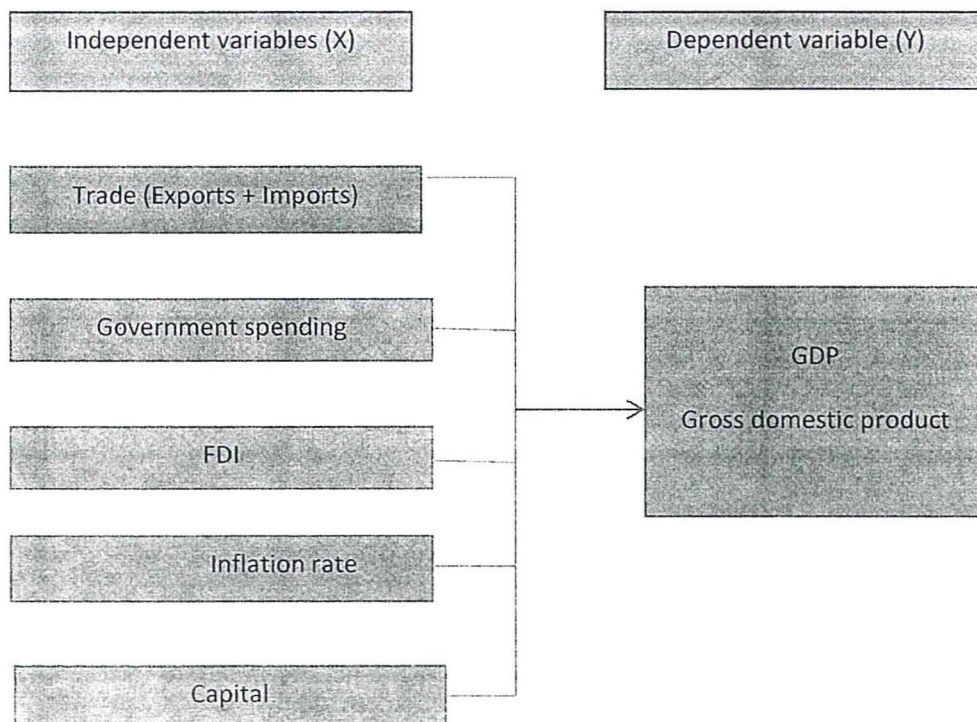 Independent variables (X)
Dependent variable (Y)
Trade (Exports + Imports)
Government spending
FDI
Inflation rate
Capital
GDP
Gross domestic product